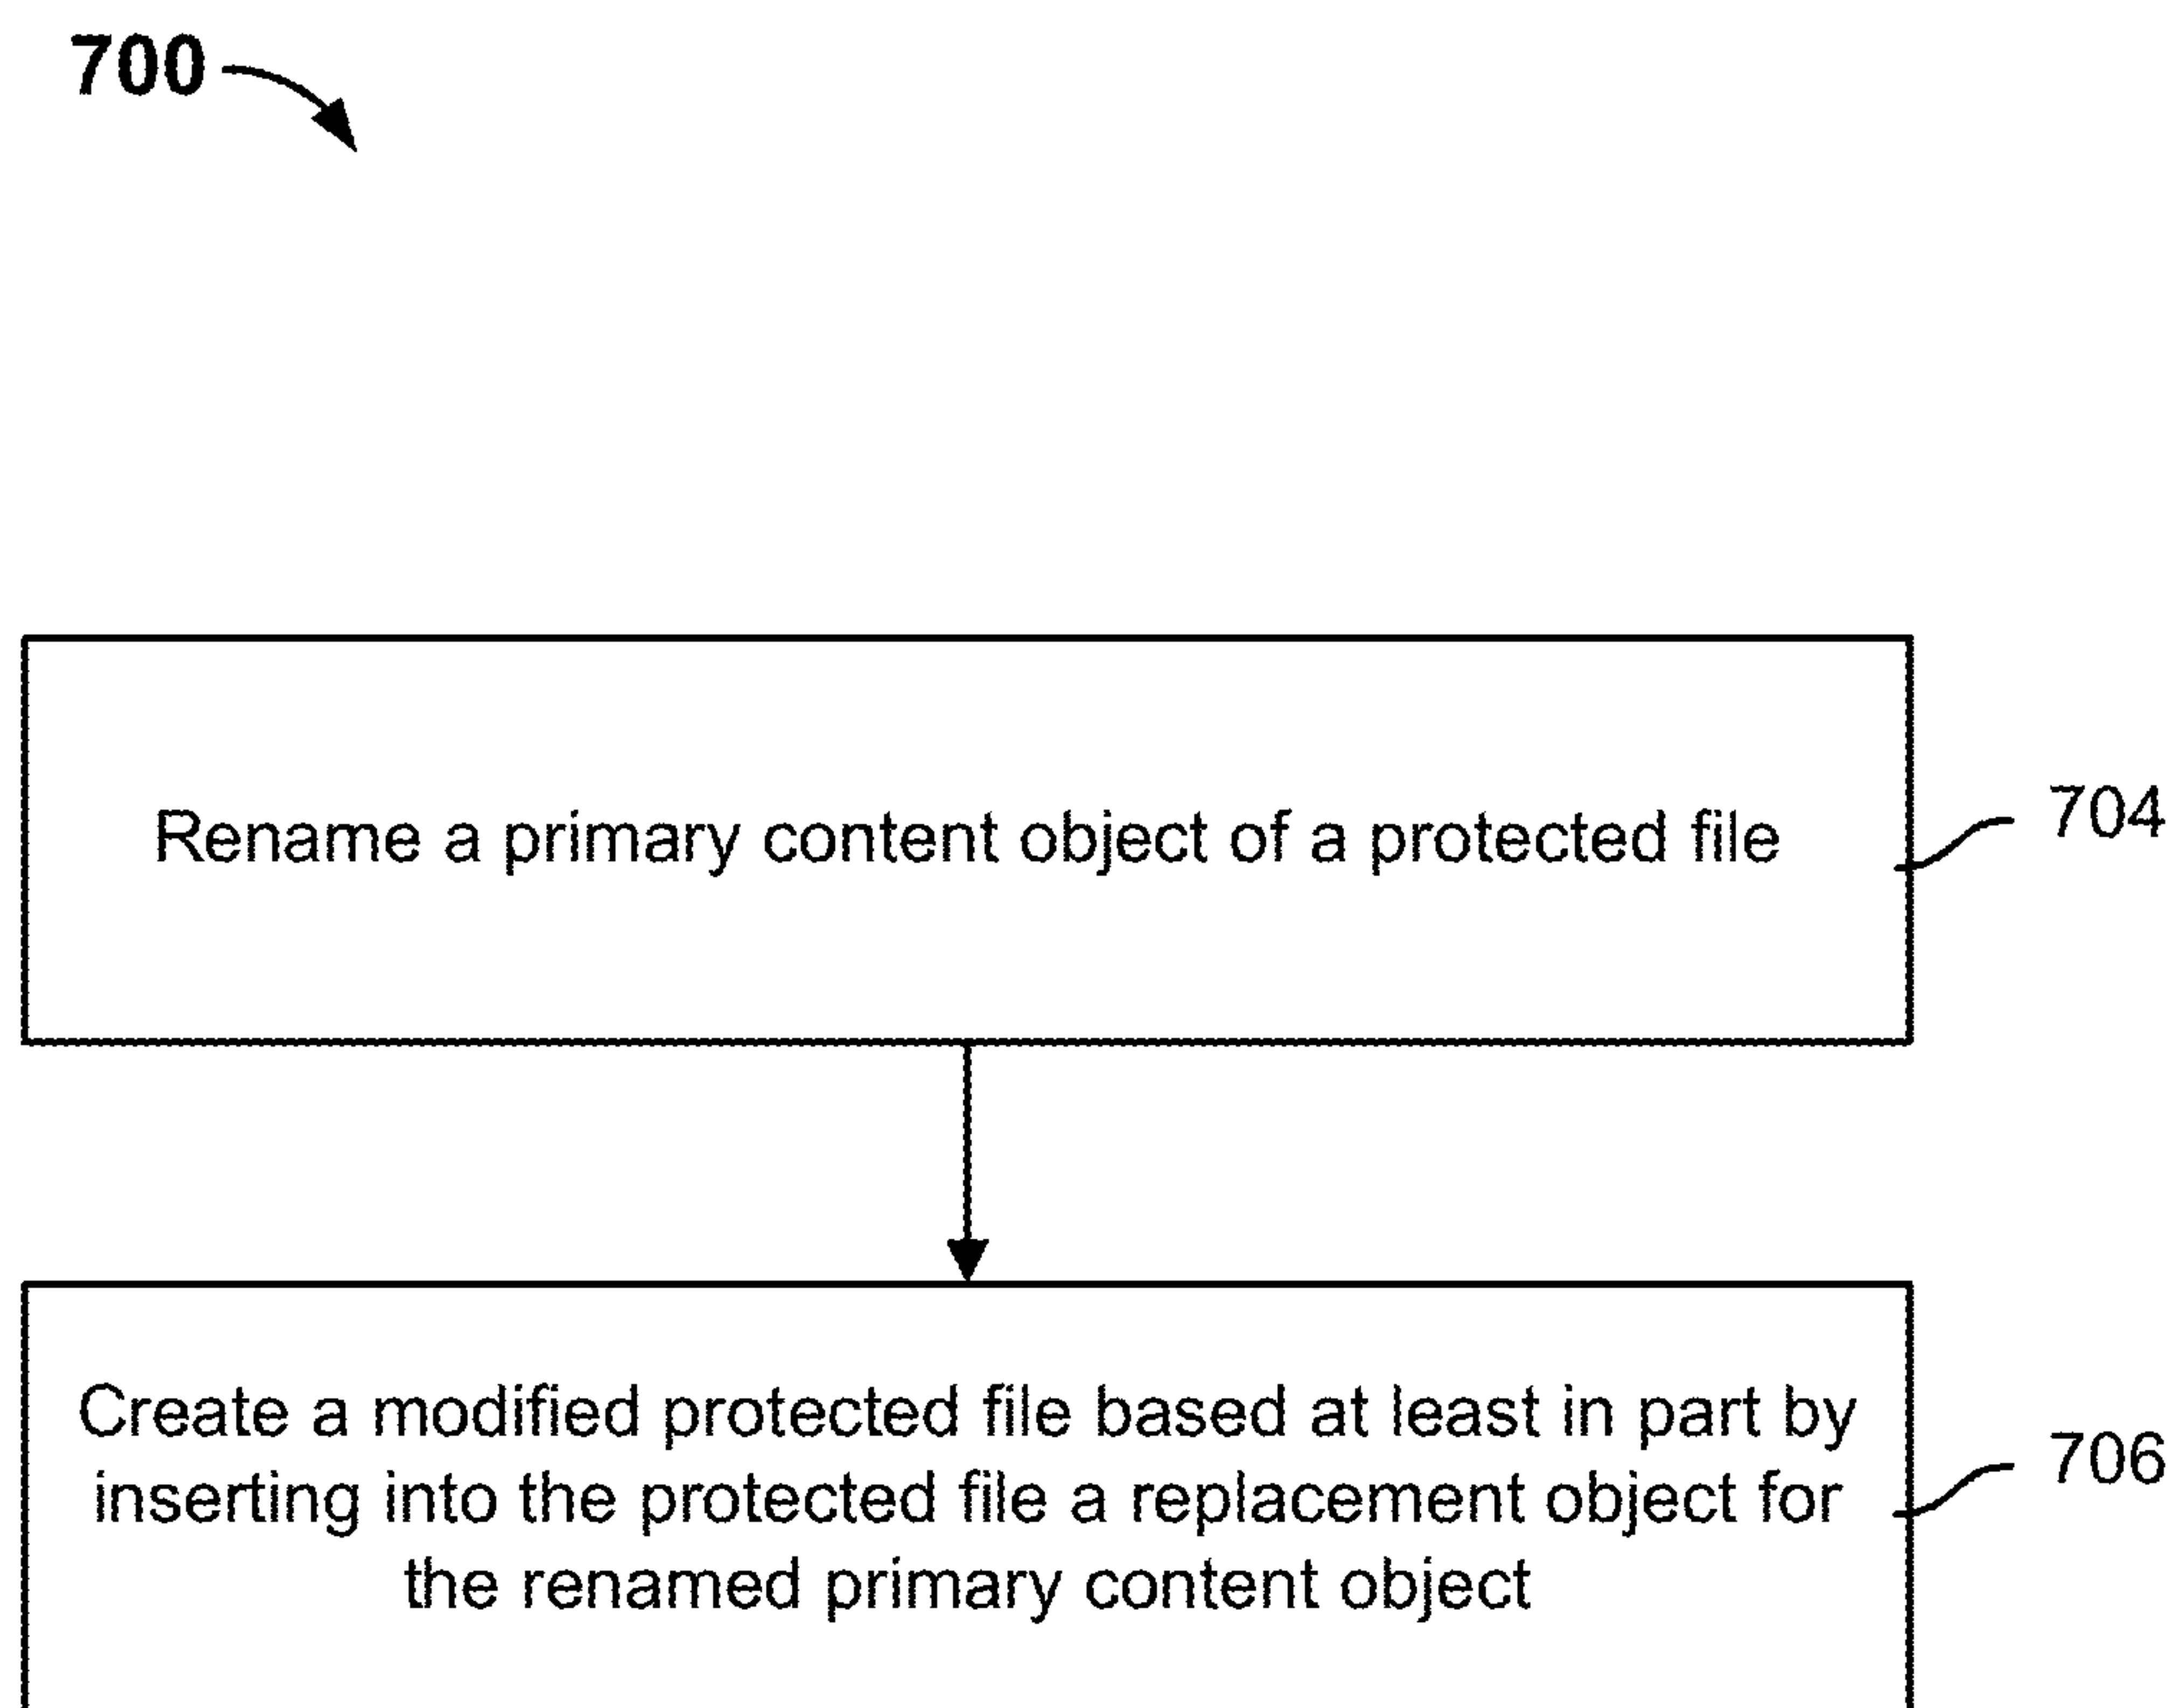 700
Rename a primary content object of a protected file
704
Create a modified protected file based at least in part by
inserting into the protected file a replacement object for
the renamed primary content object
706